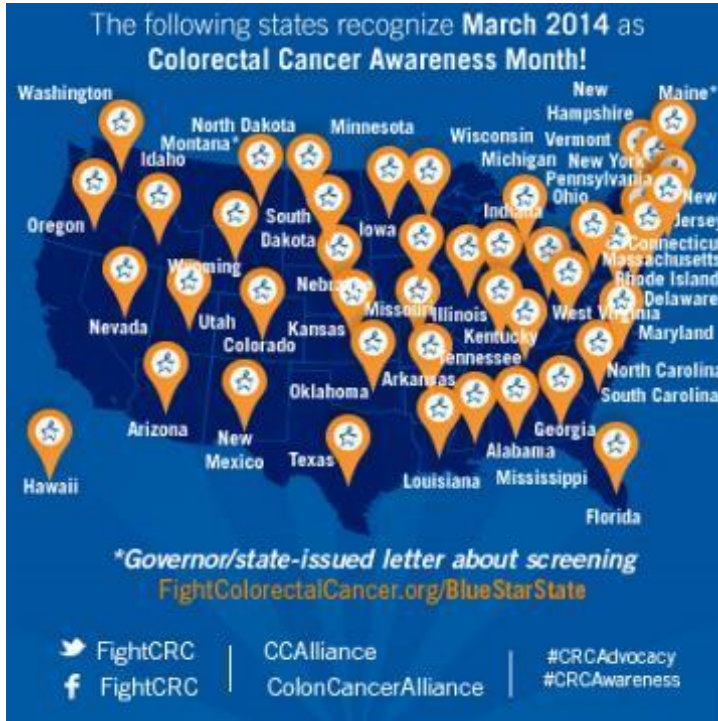 The following states recognize March 2014 as
Colorectal Cancer Awareness Month!
Washington
New
Hampshire
Maine*
North Dakota
Minnesota
Montana*
Wisconsin
Vermont
Idaho
Michigan
New York
Pennsylvania
Ohio
Oregon
South
Dakota
Iowa
Indiana
New
Jersey
Connecticu
Massachusetts
Wyoming
Nebraska
Rhode Island
Missouri
Illinois
West Virginia
Delaware
Nevada
Utah
Colorado
Kansas
Kentucky
Maryland
Tennessee
Oklahoma
Arkansas
North Carolina
South Carolina
Arizona
New
Mexico
Texas
Georgia
Alabama
Louisiana
Mississippi
Hawaii
Florida
*Governor/state-issued letter about screening
FightColorectalCancer.org/BlueStarState
FightCRC
CCAlliance
#CRCAdvocacy
FightCRC
ColonCancerAlliance
#CRCAwareness